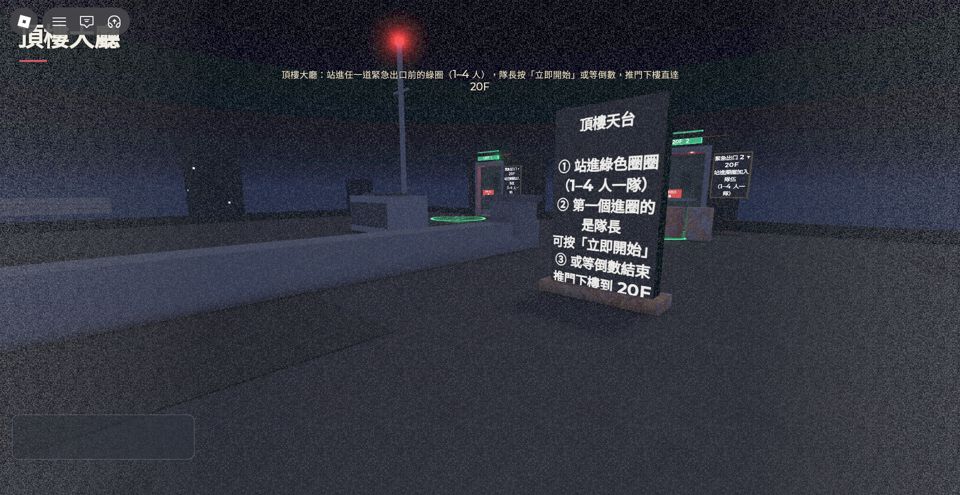 頂樓大廳
頂樓大廳：站進任一道緊急出口前的綠圈（1–4 人），隊長按「立即開始」或等倒數，推門下樓直達
20F
頂樓天台
① 站進綠色圈圈
（1–4 人一隊）
② 第一個進圈的
是隊長
可按「立即開始」
③ 或等倒數結束
推門下樓到 20F
20F 2
緊急出口 2
20F
隊伍
（1–4 人一
隊）